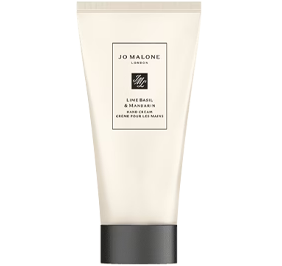 JO MALONE
LONDON
LIME BASIL
& MANDARIN
HAND CREAM
CRÈME POUR LES MAINS